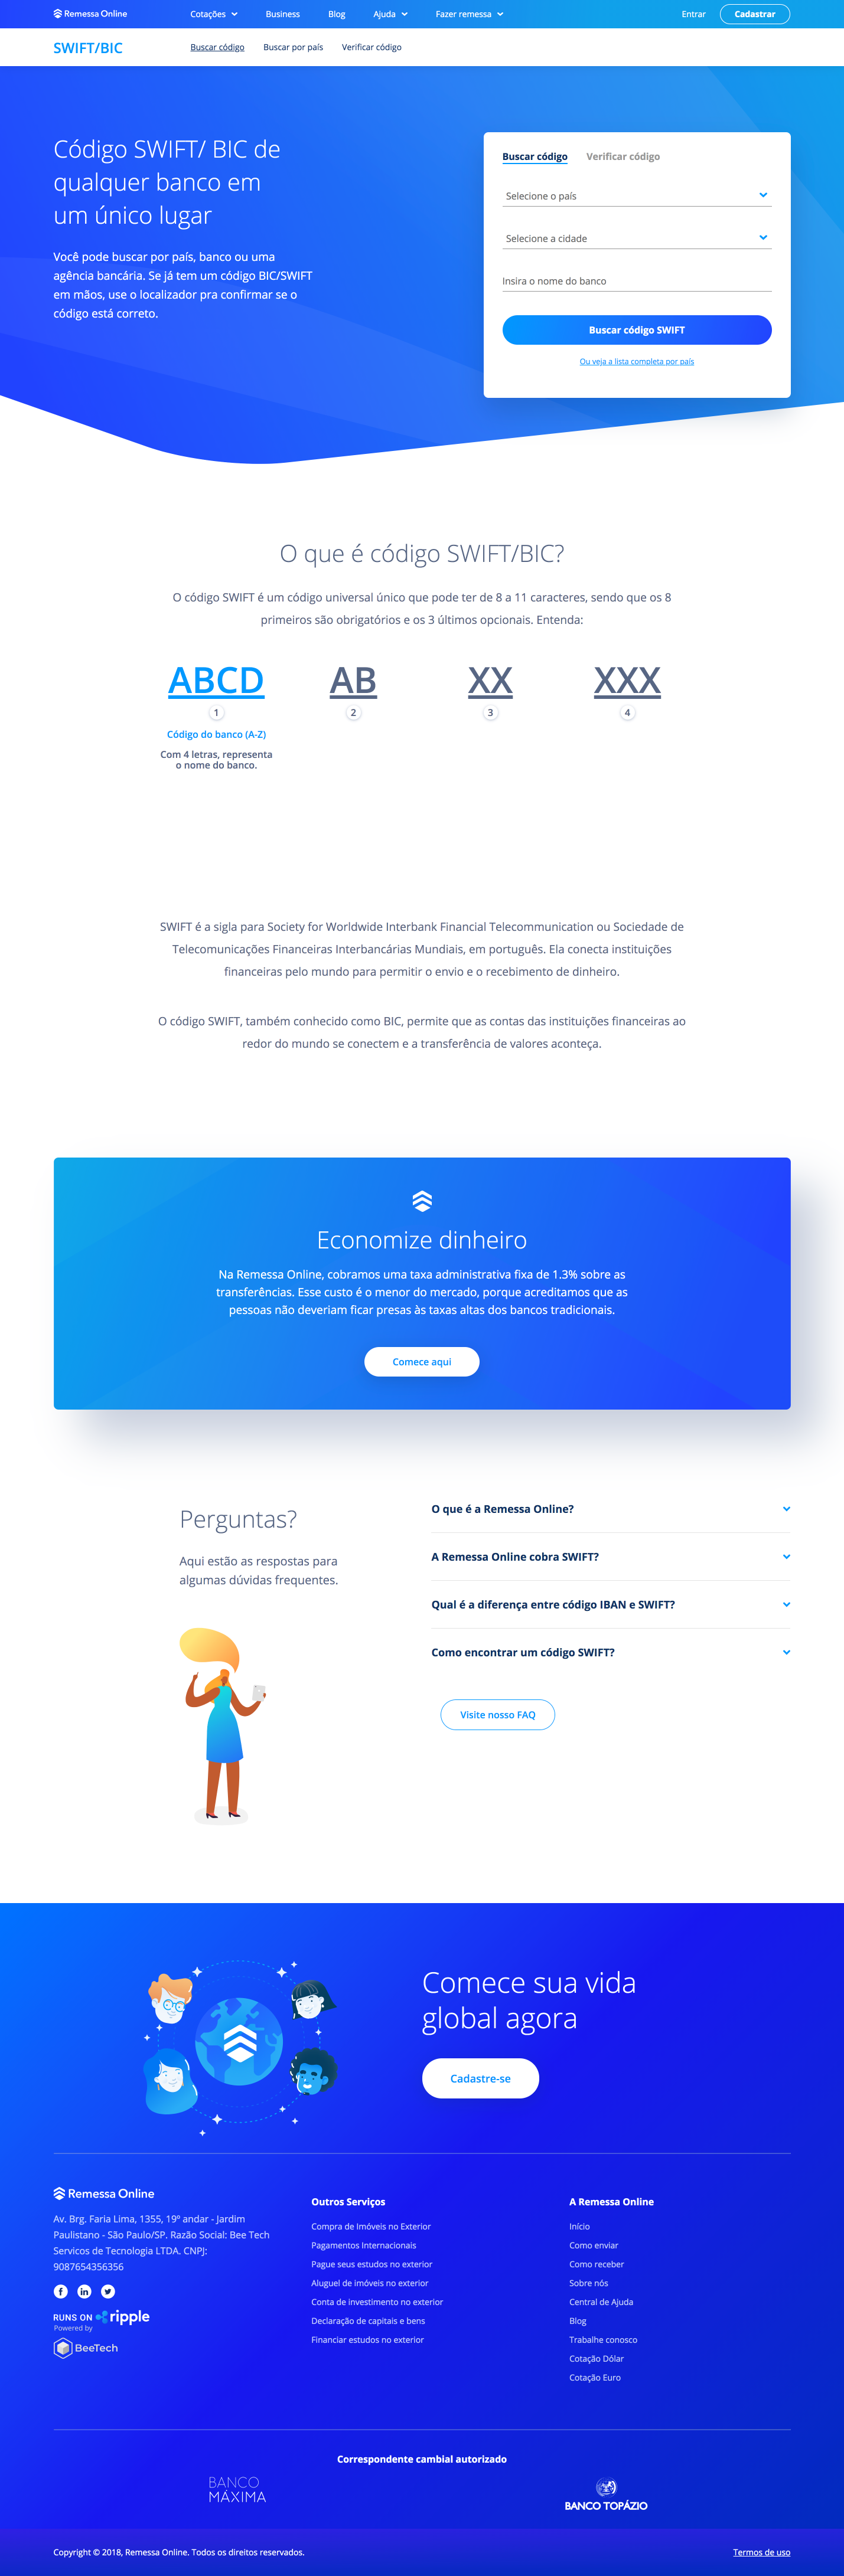 Remessa Online
Cotações
Business
Blog
Ajuda
Fazer remessa
Entrar
Cadastrar
SWIFT/BIC
Buscar código
Buscar por país
Verificar código
Código SWIFT/ BIC de
qualquer banco em
um único lugar
Você pode buscar por país, banco ou uma
agência bancária. Se já tem um código BIC/SWIFT
em mãos, use o localizador pra confirmar se o
código está correto.
Buscar código
Verificar código
Selecione o país
Selecione a cidade
Insira o nome do banco
Buscar código SWIFT
Ou veja a lista completa por país
O que é código SWIFT/BIC?
O código SWIFT é um código universal único que pode ter de 8 a 11 caracteres, sendo que os 8
primeiros são obrigatórios e os 3 últimos opcionais. Entenda:
ABCD
AB
XX
XXX
1
2
3
4
Código do banco (A-Z)
Com 4 letras, representa
o nome do banco.
SWIFT é a sigla para Society for Worldwide Interbank Financial Telecommunication ou Sociedade de
Telecomunicações Financeiras Interbancárias Mundiais, em português. Ela conecta instituições
financeiras pelo mundo para permitir o envio e o recebimento de dinheiro.
O código SWIFT, também conhecido como BIC, permite que as contas das instituições financeiras ao
redor do mundo se conectem e a transferência de valores aconteça.
Economize dinheiro
Na Remessa Online, cobramos uma taxa administrativa fixa de 1.3% sobre as
transferências. Esse custo é o menor do mercado, porque acreditamos que as
pessoas não deveriam ficar presas às taxas altas dos bancos tradicionais.
Comece aqui
Perguntas?
Aqui estão as respostas para
algumas dúvidas frequentes.
O que é a Remessa Online?
A Remessa Online cobra SWIFT?
Qual é a diferença entre código IBAN e SWIFT?
Como encontrar um código SWIFT?
Visite nosso FAQ
Comece sua vida
global agora
Cadastre-se
Remessa Online
Av. Brg. Faria Lima, 1355, 19º andar - Jardim
Paulistano - São Paulo/SP. Razão Social: Bee Tech
Servicos de Tecnologia LTDA. CNPJ:
9087654356356
RUNS ON ripple
Powered by
BeeTech
Outros Serviços
Compra de Imóveis no Exterior
Pagamentos Internacionais
Pague seus estudos no exterior
Aluguel de imóveis no exterior
Conta de investimento no exterior
Declaração de capitais e bens
Financiar estudos no exterior
A Remessa Online
Início
Como enviar
Como receber
Sobre nós
Central de Ajuda
Blog
Trabalhe conosco
Cotação Dólar
Cotação Euro
Correspondente cambial autorizado
BANCO
MÁXIMA
BANCO TOPÁZIO
Copyright © 2018, Remessa Online. Todos os direitos reservados.
Termos de uso